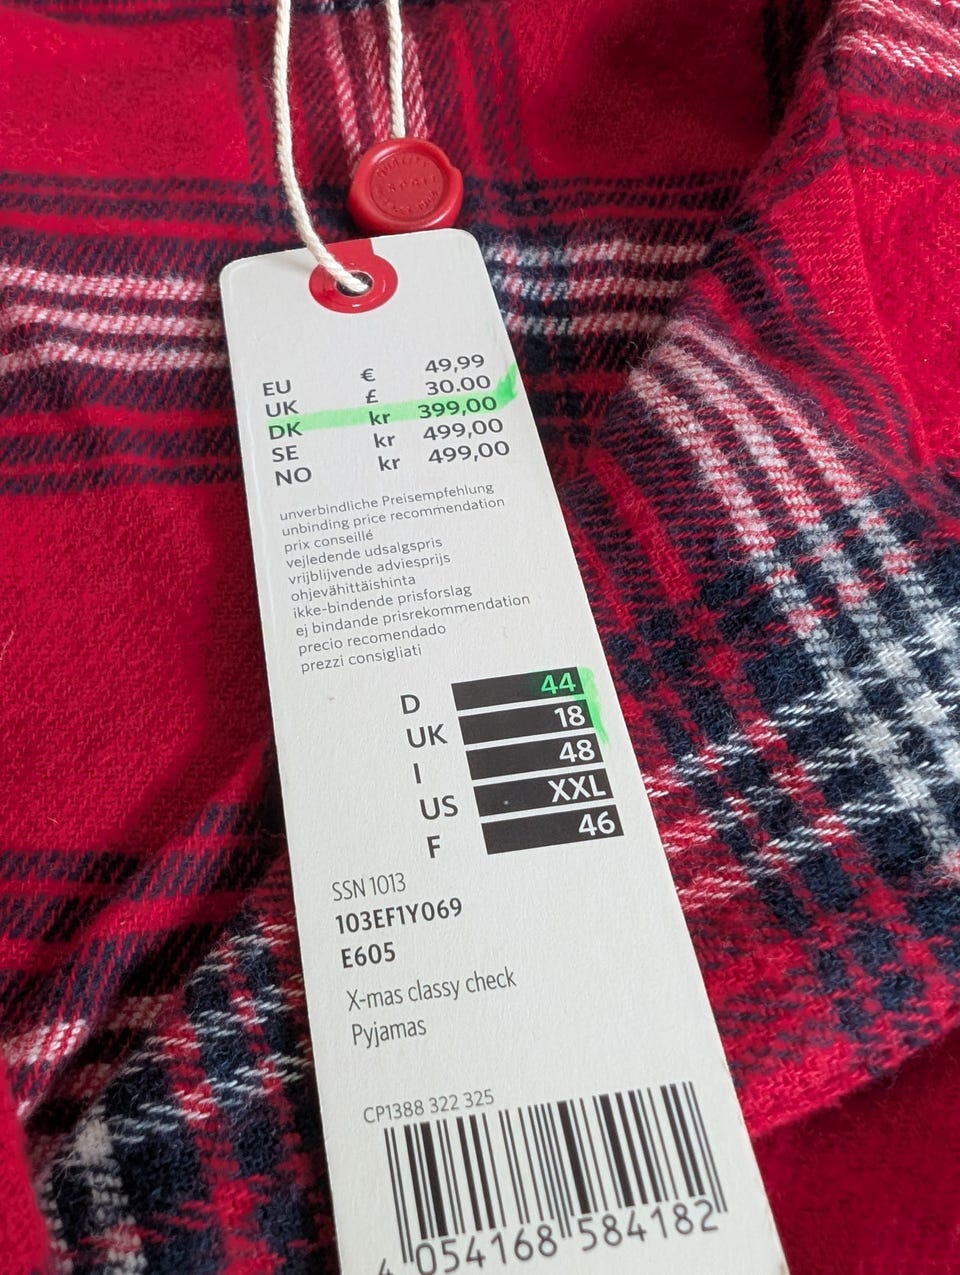 EU € 49,99
UK £ 30.00
DK kr 399,00
SE kr 499,00
NO kr 499,00
unverbindliche Preisempfehlung
unbinding price recommendation
prix conseillé
vejledende udsalgspris
vrijblijvende adviesprijs
ohjevähittäishinta
ikke-bindende prisforslag
ej bindande prisrekommendation
precio recomendado
prezzi consigliati
D 44
UK 18
I 48
US XXL
F 46
SSN 1013
103EF1Y069
E605
X-mas classy check
Pyjamas
CP1388 322 325
4 054168 584182